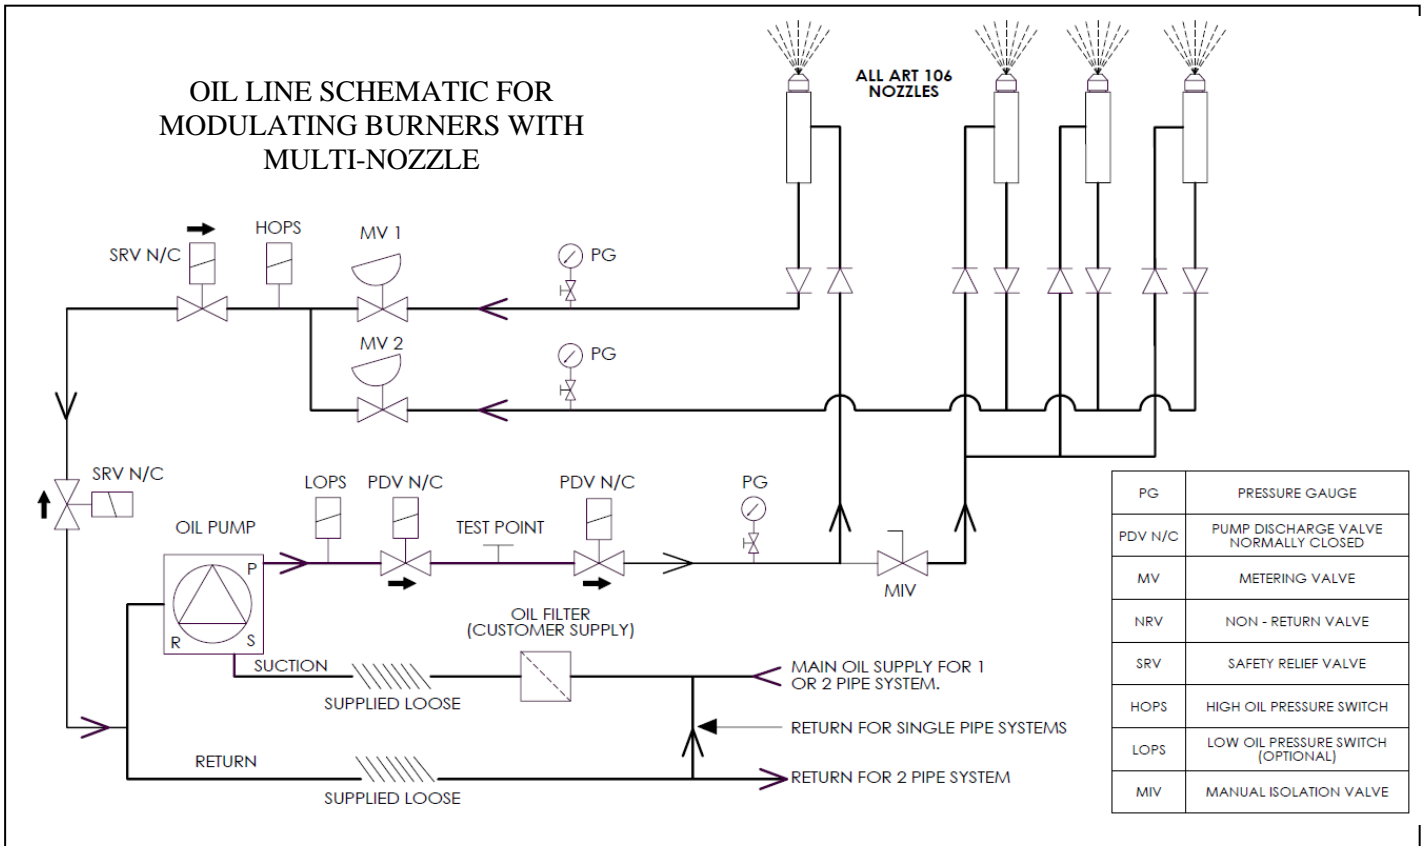 OIL LINE SCHEMATIC FOR
MODULATING BURNERS WITH
MULTI-NOZZLE
ALL ART 106
NOZZLES
SRV N/C
HOPS
MV 1
PG
MV 2
PG
SRV N/C
OIL PUMP
LOPS
PDV N/C
TEST POINT
PDV N/C
PG
MIV
P
R
S
OIL FILTER
(CUSTOMER SUPPLY)
SUCTION
SUPPLIED LOOSE
MAIN OIL SUPPLY FOR 1
OR 2 PIPE SYSTEM.
RETURN FOR SINGLE PIPE SYSTEMS
RETURN
SUPPLIED LOOSE
RETURN FOR 2 PIPE SYSTEM
PG PRESSURE GAUGE
PDV N/C PUMP DISCHARGE VALVE
NORMALLY CLOSED
MV METERING VALVE
NRV NON - RETURN VALVE
SRV SAFETY RELIEF VALVE
HOPS HIGH OIL PRESSURE SWITCH
LOPS LOW OIL PRESSURE SWITCH
(OPTIONAL)
MIV MANUAL ISOLATION VALVE